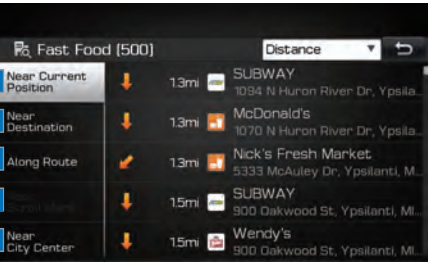 Fast Food (500)
Distance
Near Current
Position
Near
Destination
Along Route
Near
City Center
1.3mi
SUBWAY
1094 N Huron River Dr, Ypsila...
1.3mi
McDonald's
1070 N Huron River Dr, Ypsila...
1.3mi
Nick's Fresh Market
5333 McAuley Dr, Ypsilanti, M...
1.5mi
SUBWAY
900 Oakwood St, Ypsilanti, MI...
1.5mi
Wendy's
900 Oakwood St, Ypsilanti, MI...